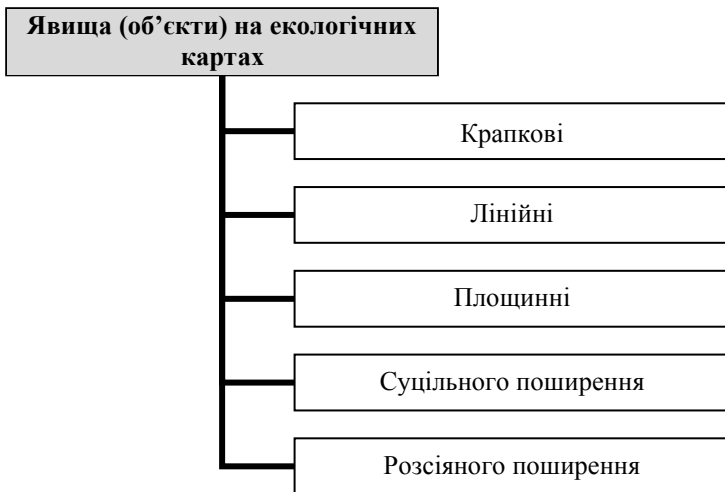 Явища (об’єкти) на екологічних
картах
Крапкові
Лінійні
Площинні
Суцільного поширення
Розсіяного поширення